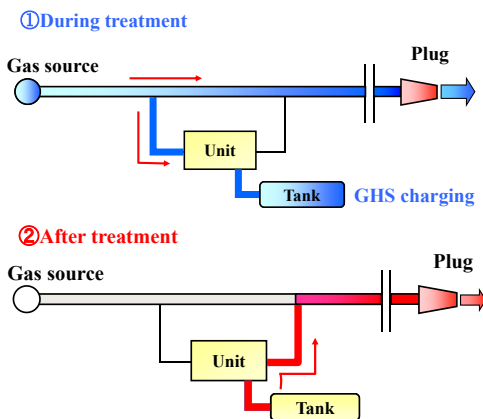 ①During treatment
Plug
Gas source
Unit
Tank
GHS charging
②After treatment
Gas source
Plug
Unit
Tank